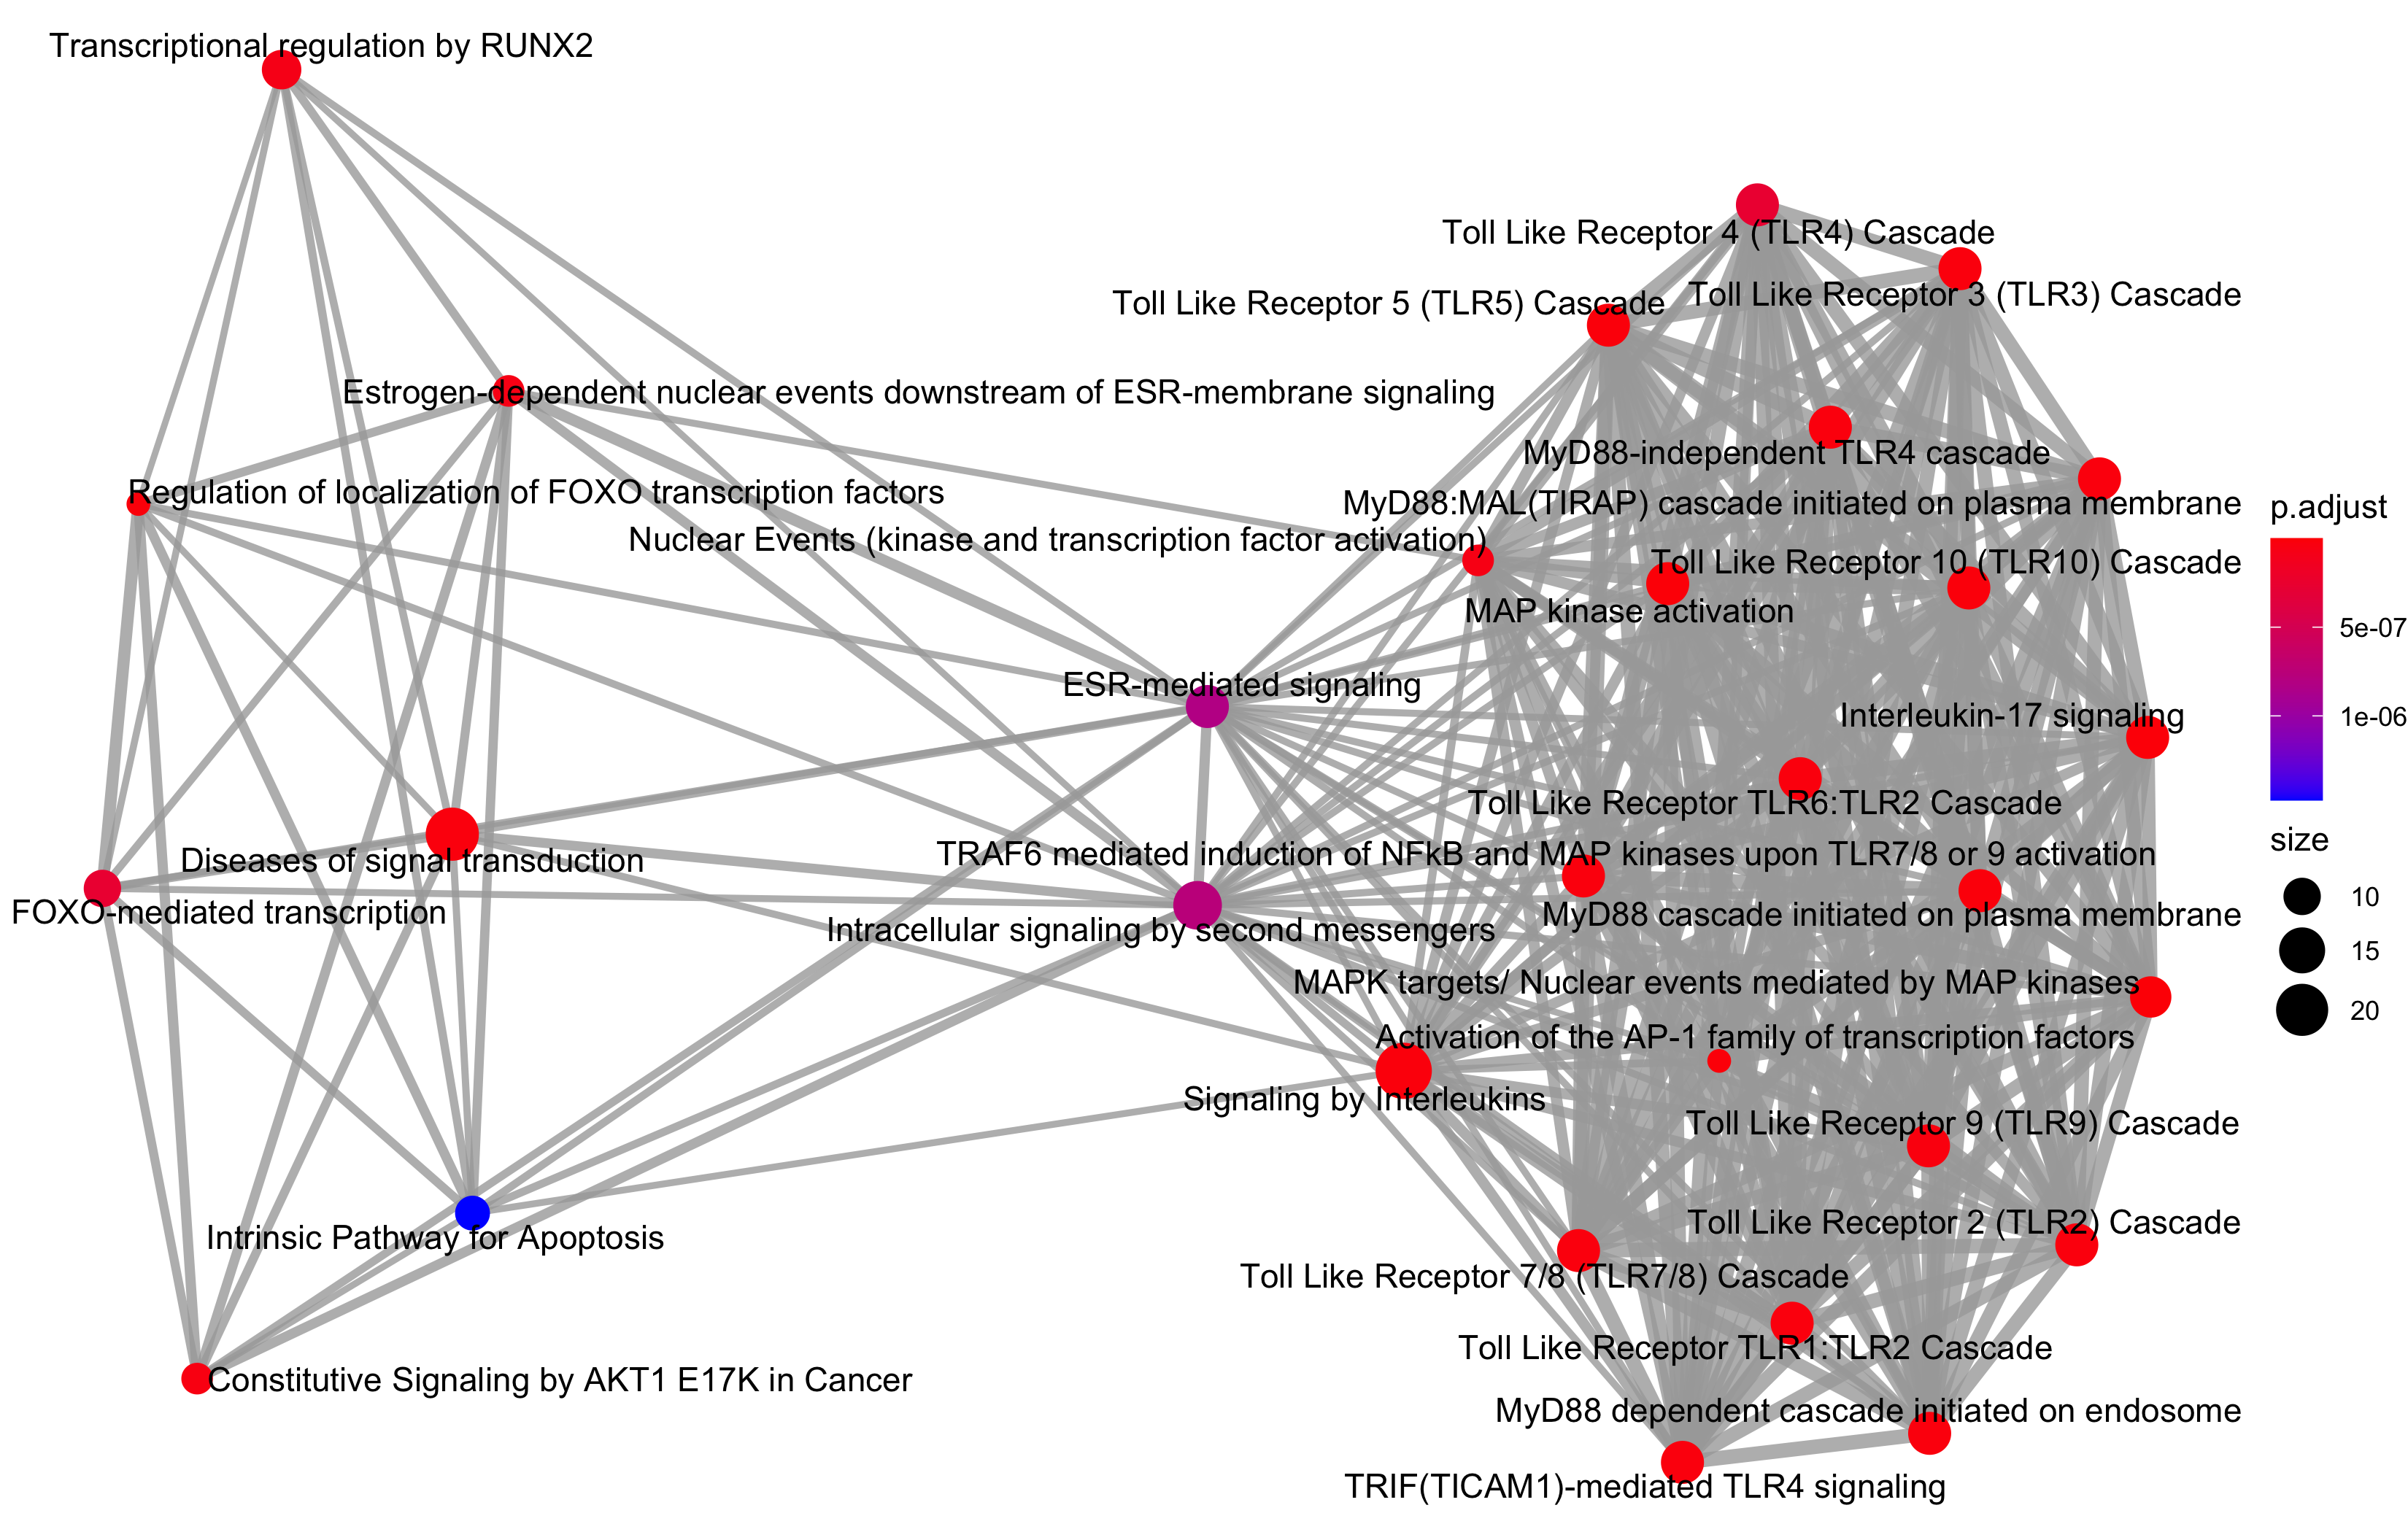 Transcriptional regulation by RUNX2
Toll Like Receptor 4 (TLR4) Cascade
Toll Like Receptor 3 (TLR3) Cascade
Toll Like Receptor 5 (TLR5) Cascade
Estrogen-dependent nuclear events downstream of ESR-membrane signaling
MyD88-independent TLR4 cascade
Regulation of localization of FOXO transcription factors
MyD88:MAL(TIRAP) cascade initiated on plasma membrane
Nuclear Events (kinase and transcription factor activation)
Toll Like Receptor 10 (TLR10) Cascade
MAP kinase activation
ESR-mediated signaling
Interleukin-17 signaling
Toll Like Receptor TLR6:TLR2 Cascade
TRAF6 mediated induction of NFkB and MAP kinases upon TLR7/8 or 9 activation
Diseases of signal transduction
FOXO-mediated transcription
MyD88 cascade initiated on plasma membrane
Intracellular signaling by second messengers
MAPK targets/ Nuclear events mediated by MAP kinases
Activation of the AP-1 family of transcription factors
Signaling by Interleukins
Toll Like Receptor 9 (TLR9) Cascade
Toll Like Receptor 2 (TLR2) Cascade
Intrinsic Pathway for Apoptosis
Toll Like Receptor 7/8 (TLR7/8) Cascade
Toll Like Receptor TLR1:TLR2 Cascade
Constitutive Signaling by AKT1 E17K in Cancer
MyD88 dependent cascade initiated on endosome
TRIF(TICAM1)-mediated TLR4 signaling
p.adjust
5e-07
1e-06
size
10
15
20